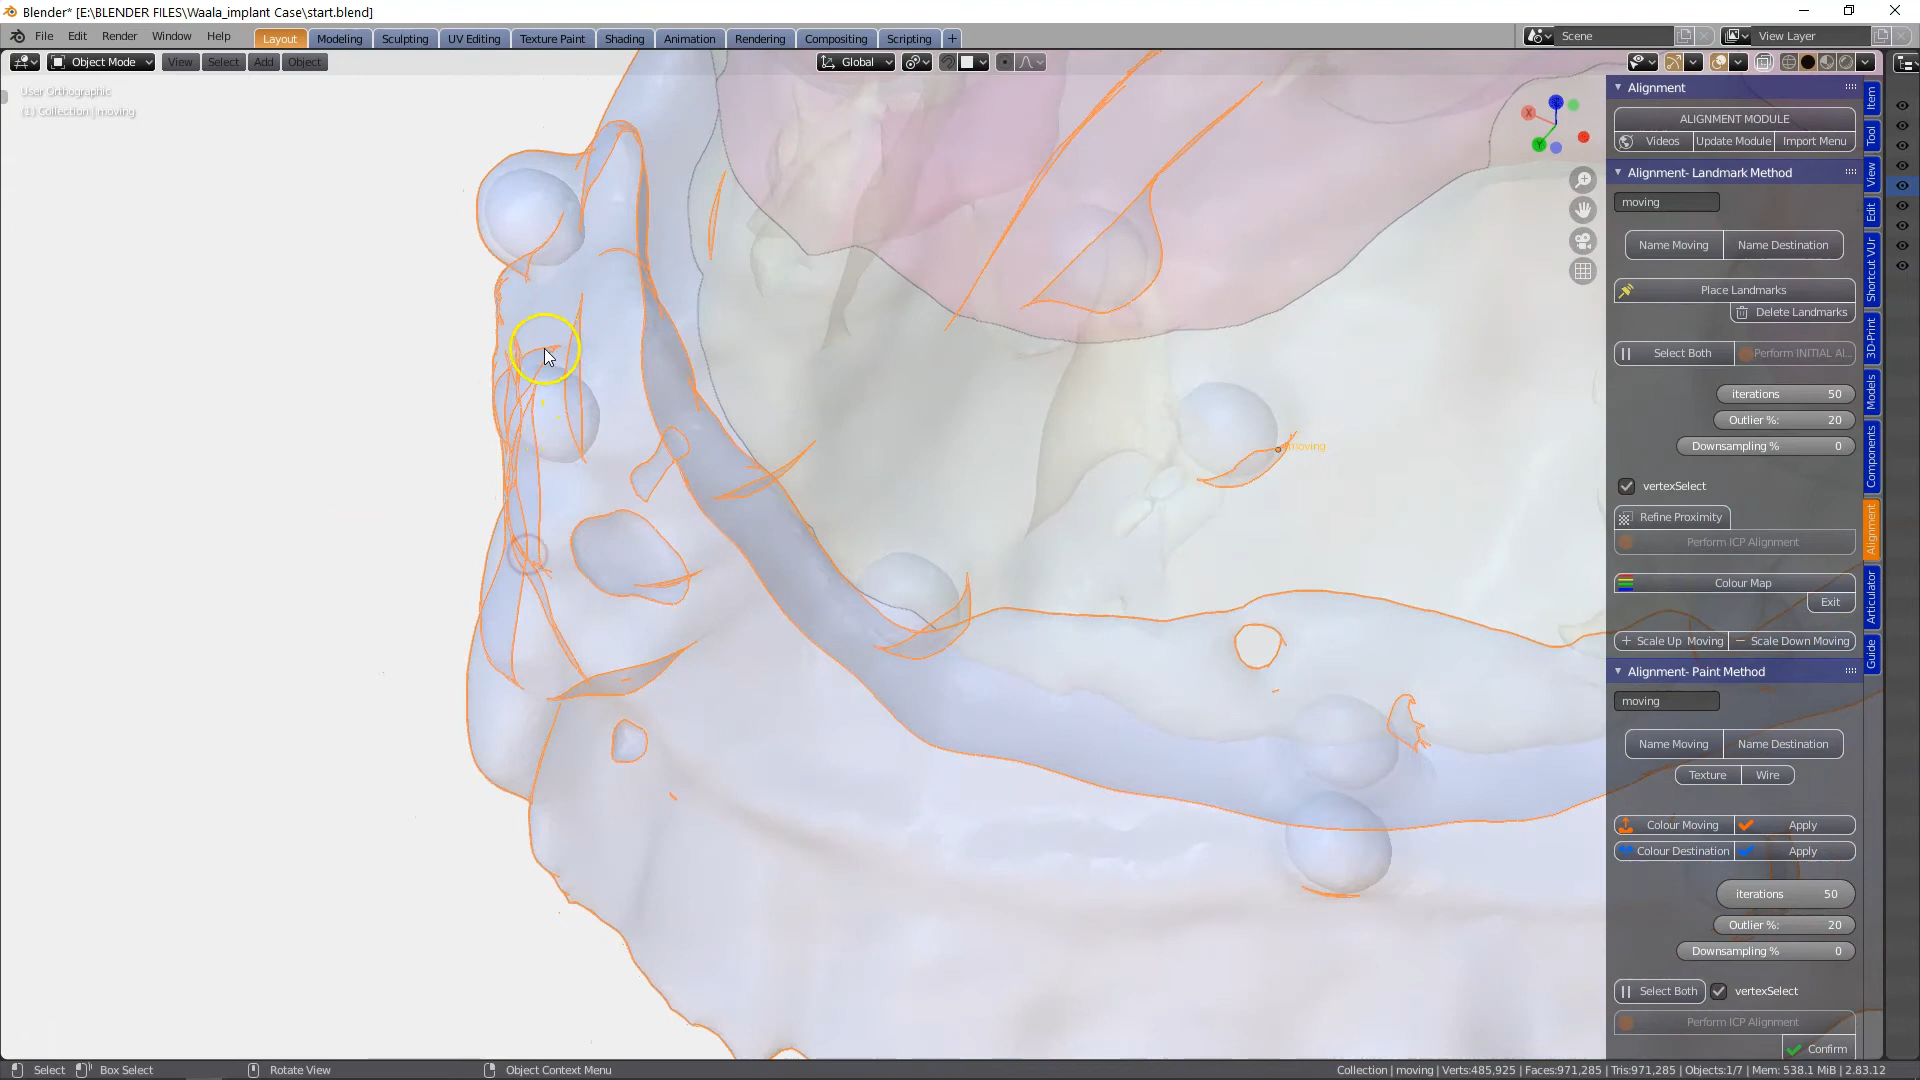 Blender* [E:\BLENDER FILES\Waala_implant Case\start.blend]
File Edit Render Window Help Layout Modeling Sculpting UV Editing Texture Paint Shading Animation Rendering Compositing Scripting + Scene View Layer
Object Mode View Select Add Object Global
User Orthographic
(1) Collection | moving
X
Y
moving
Alignment
ALIGNMENT MODULE
Videos Update Module Import Menu
Alignment- Landmark Method
moving
Name Moving Name Destination
Place Landmarks
Delete Landmarks
Select Both Perform INITIAL Al...
iterations 50
Outlier %: 20
Downsampling % 0
vertexSelect
Refine Proximity
Perform ICP Alignment
Colour Map
Exit
+ Scale Up Moving − Scale Down Moving
Alignment- Paint Method
moving
Name Moving Name Destination
Texture Wire
Colour Moving Apply
Colour Destination Apply
iterations 50
Outlier %: 20
Downsampling % 0
Select Both vertexSelect
Perform ICP Alignment
Confirm
Item
Tool
View
Edit
Shortcut VUr
3D-Print
Models
Components
Alignment
Articulator
Guide
Select Box Select Rotate View Object Context Menu Collection | moving | Verts:485,925 | Faces:971,285 | Tris:971,285 | Objects:1/7 | Mem: 538.1 MiB | 2.83.12